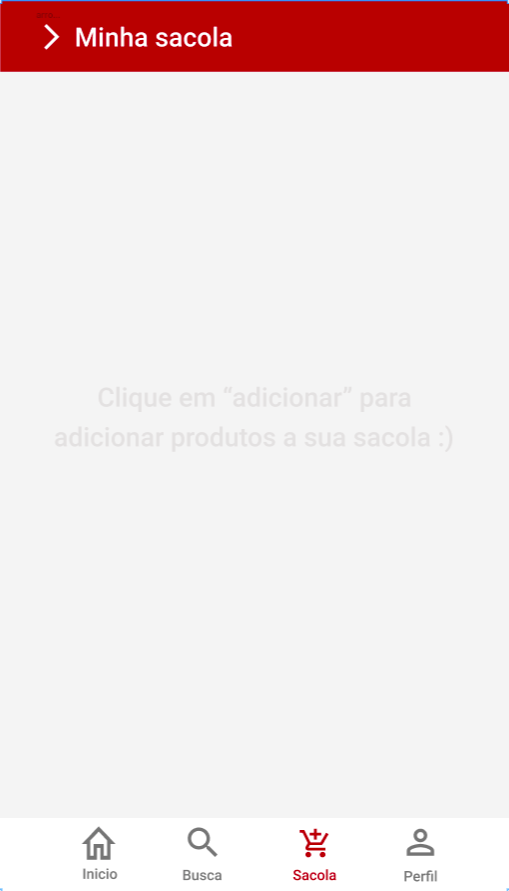 Minha sacola
Clique em “adicionar” para
adicionar produtos a sua sacola :)
Inicio
Busca
Sacola
Perfil